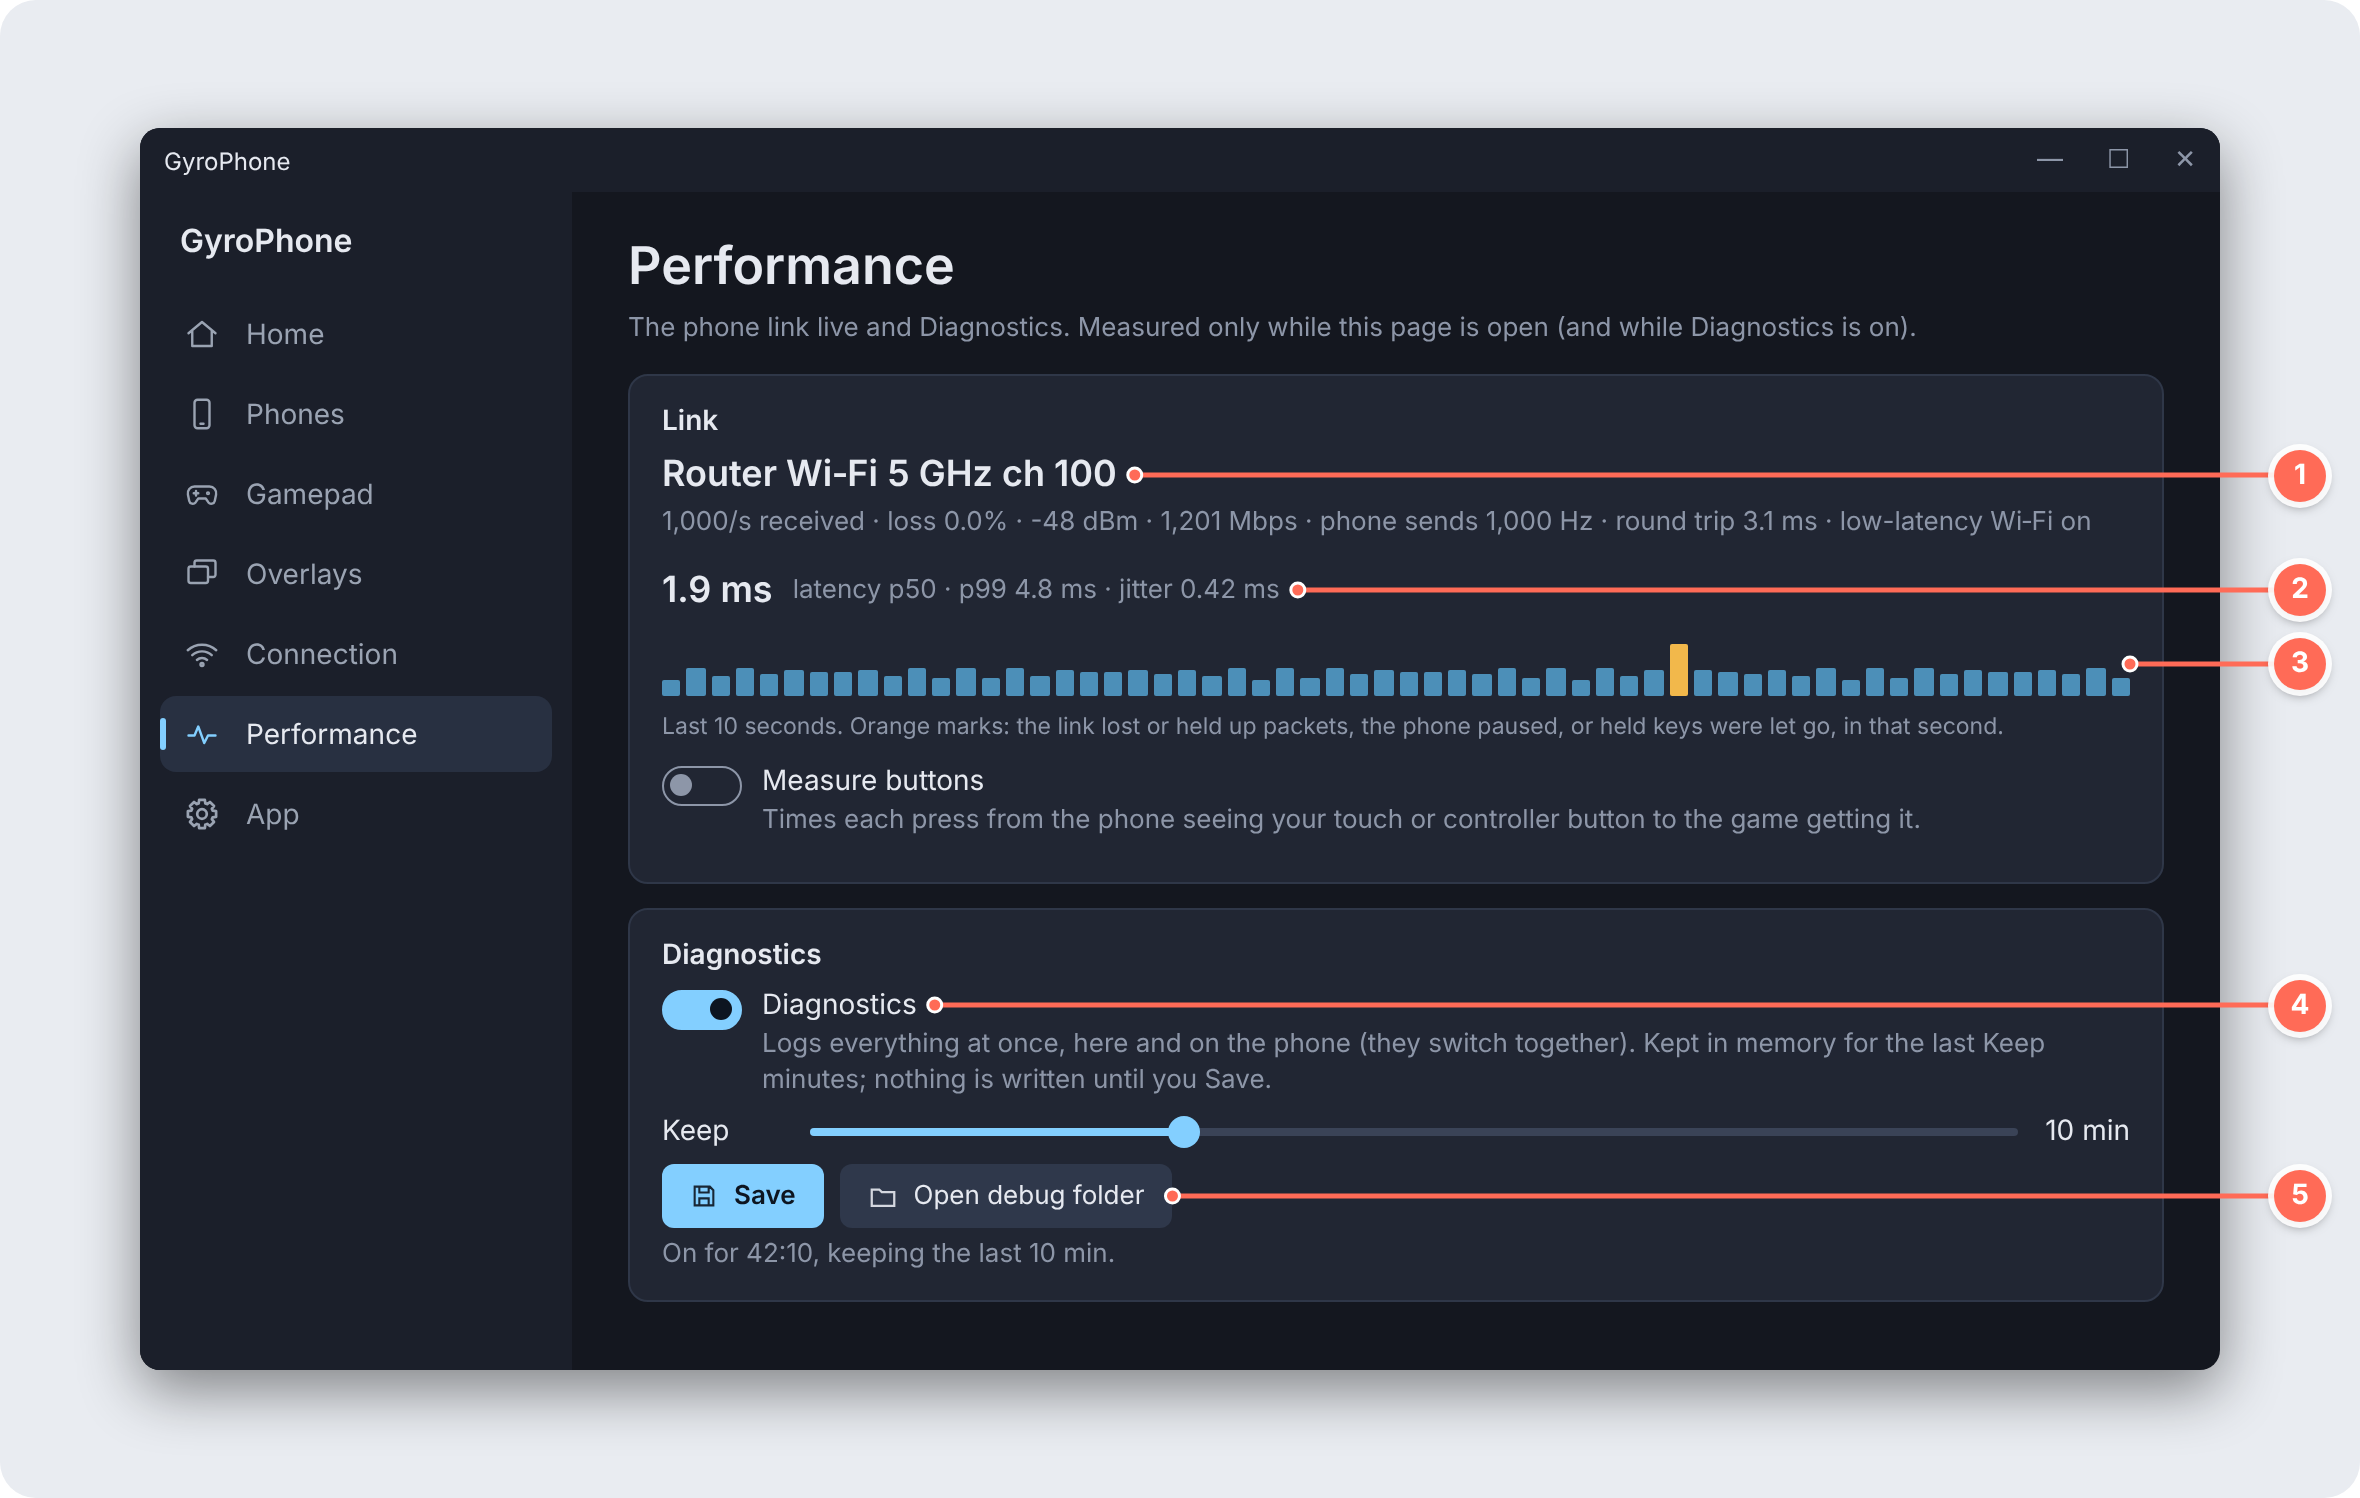 GyroPhone
GyroPhone
Home
Phones
Gamepad
Overlays
Connection
Performance
App
Performance
The phone link live and Diagnostics. Measured only while this page is open (and while Diagnostics is on).
Link
Router Wi-Fi 5 GHz ch 100
1
1,000/s received · loss 0.0% · -48 dBm · 1,201 Mbps · phone sends 1,000 Hz · round trip 3.1 ms · low-latency Wi-Fi on
1.9 ms latency p50 · p99 4.8 ms · jitter 0.42 ms
2
3
Last 10 seconds. Orange marks: the link lost or held up packets, the phone paused, or held keys were let go, in that second.
Measure buttons
Times each press from the phone seeing your touch or controller button to the game getting it.
Diagnostics
Diagnostics
4
Logs everything at once, here and on the phone (they switch together). Kept in memory for the last Keep
minutes; nothing is written until you Save.
Keep 10 min
Save Open debug folder
5
On for 42:10, keeping the last 10 min.